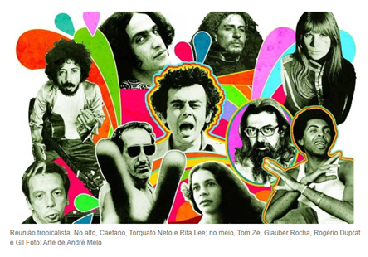 Reunião tropicalista. No alto, Caetano, Torquato Neto e Rita Lee; no meio, Tom Zé, Glauber Rocha, Rogério Duprat
e Gil Foto: Arte de André Melo